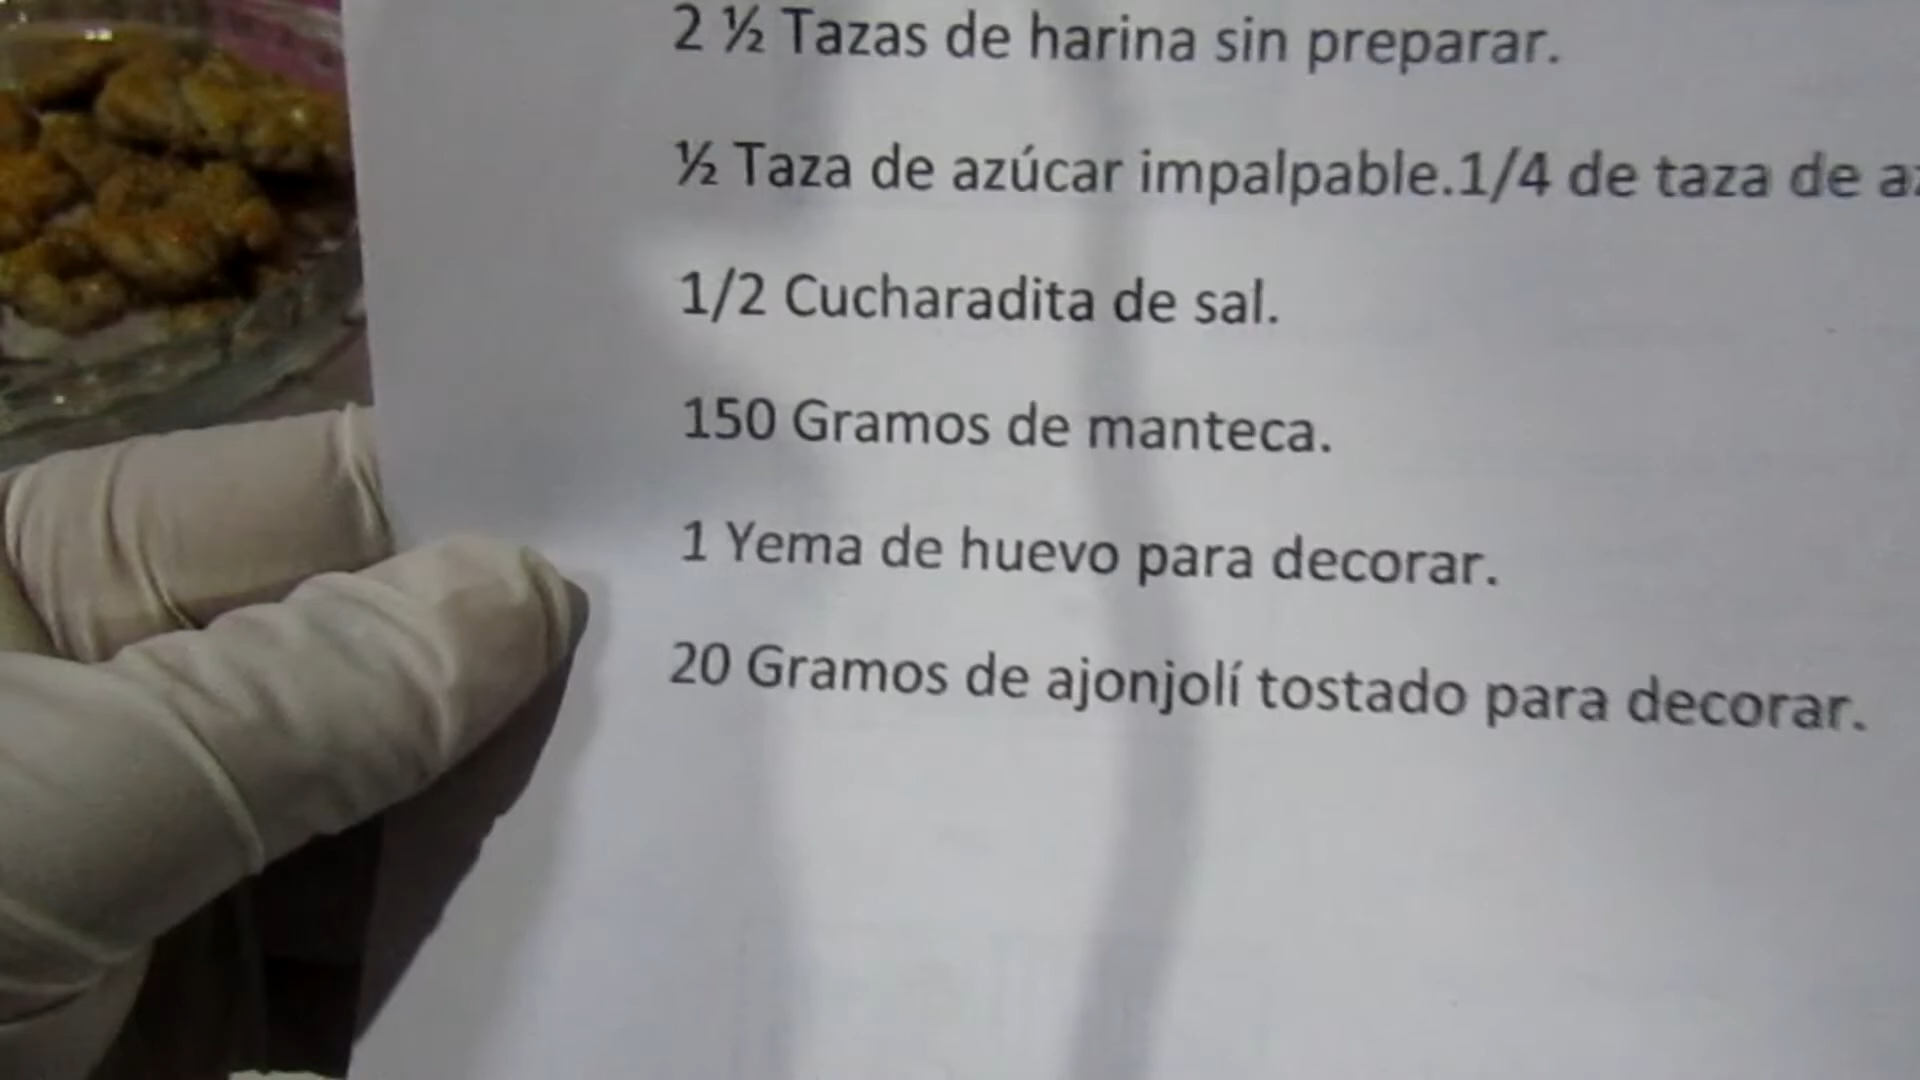 2 ½ Tazas de harina sin preparar.
½ Taza de azúcar impalpable.1/4 de taza de
1/2 Cucharadita de sal.
150 Gramos de manteca.
1 Yema de huevo para decorar.
20 Gramos de ajonjolí tostado para decorar.